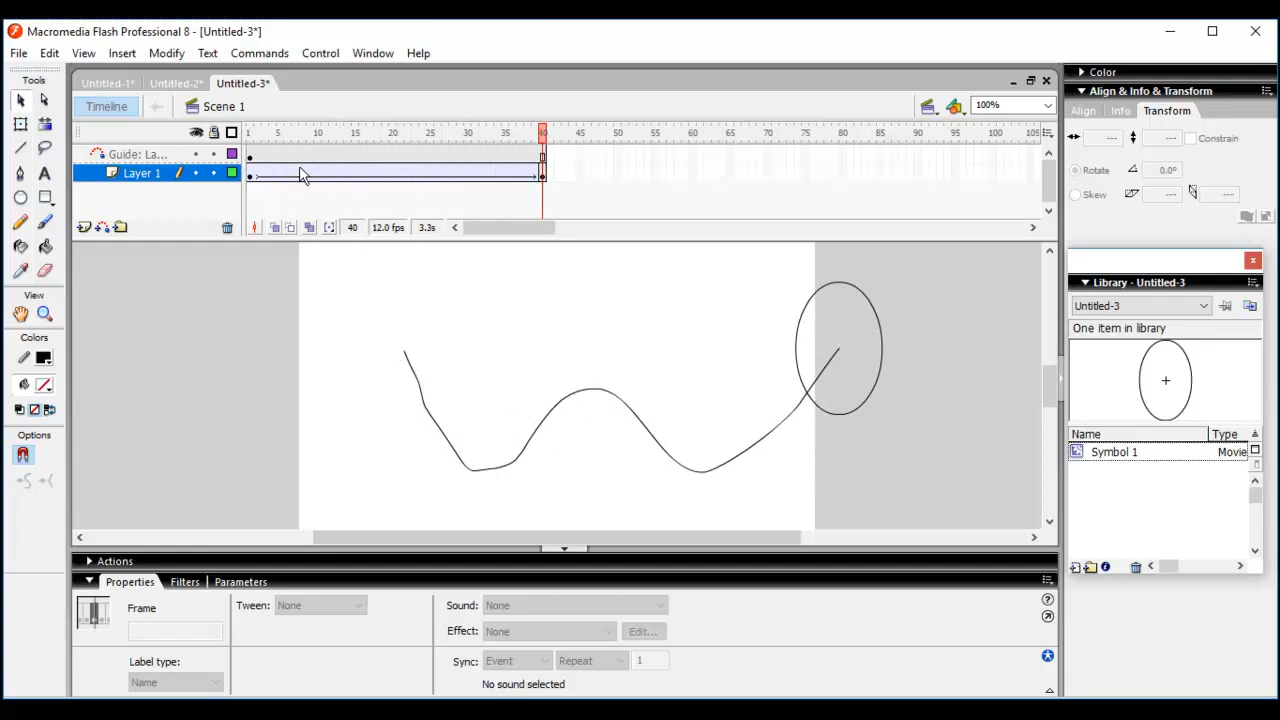 Macromedia Flash Professional 8 - [Untitled-3*]
File Edit View Insert Modify Text Commands Control Window Help
Tools
View
Colors
Options
Untitled-1* Untitled-2* Untitled-3*
Timeline Scene 1 100%
1 5 10 15 20 25 30 35 40 45 50 55 60 65 70 75 80 85 90 95 100 105
Guide: La...
Layer 1
40 12.0 fps 3.3s
Actions
Properties Filters Parameters
Frame
Tween: None
Sound: None
Effect: None Edit...
Label type:
Name
Sync: Event Repeat 1
No sound selected
Color
Align & Info & Transform
Align Info Transform
--- --- Constrain
Rotate 0.0°
Skew --- ---
x
Library - Untitled-3
Untitled-3
One item in library
Name Type
Symbol 1 Movie